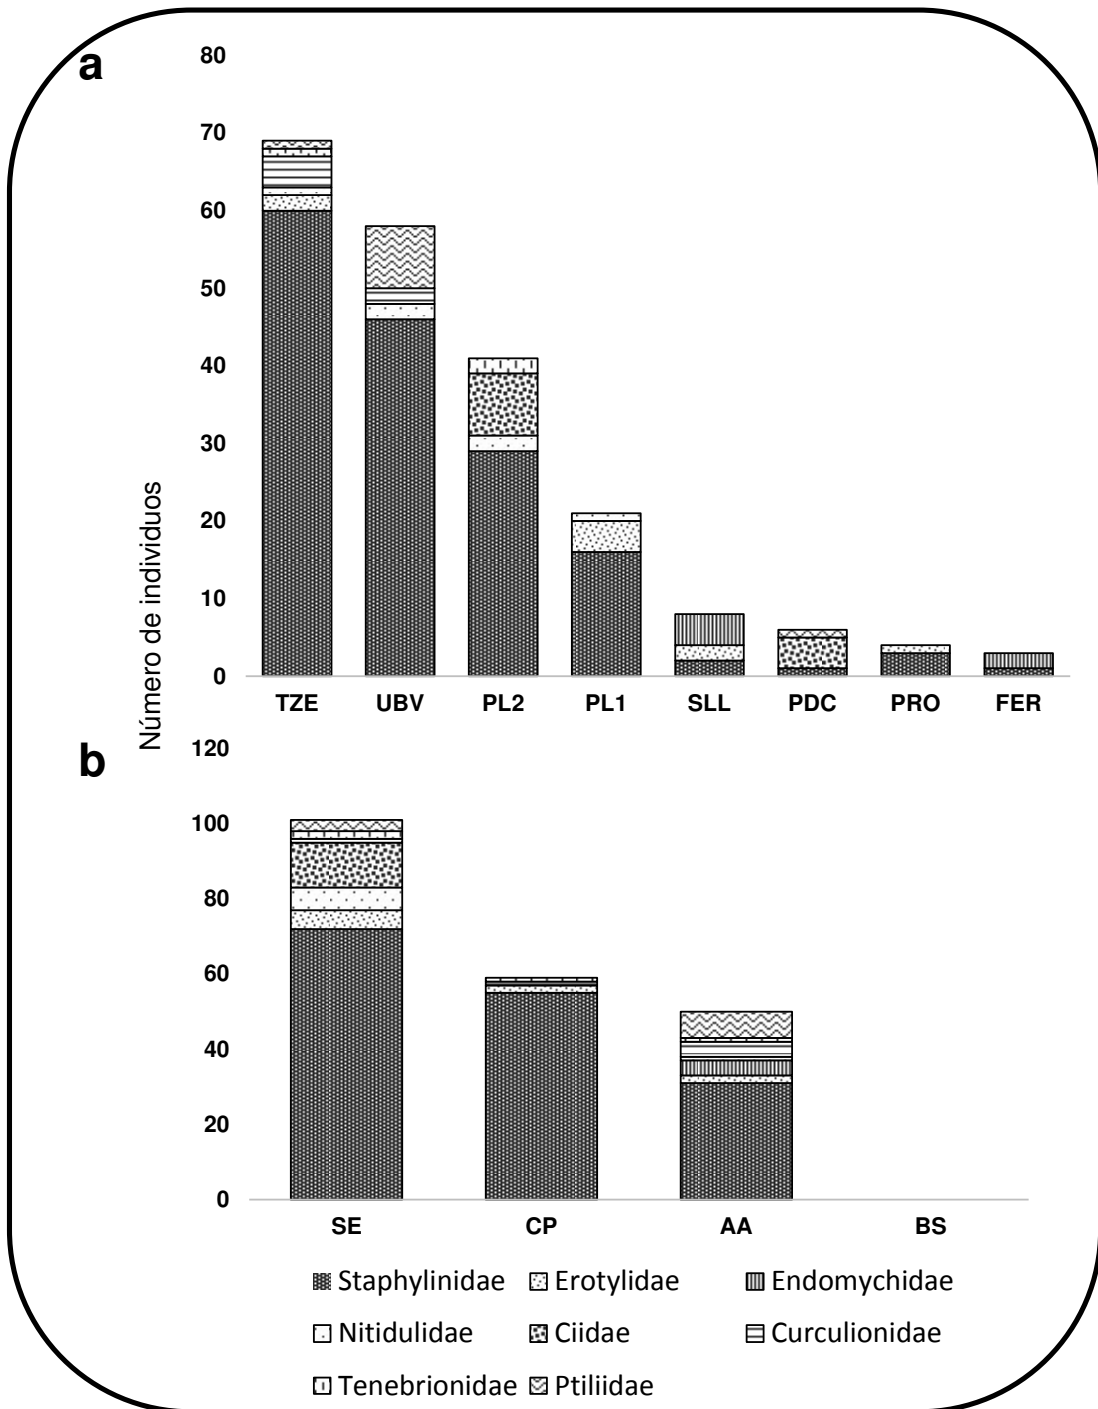 a
80
70
60
50
40
30
20
10
0
Número de individuos
TZE UBV PL2 PL1 SLL PDC PRO FER
b
120
100
80
60
40
20
0
SE CP AA BS
Staphylinidae Erotylidae Endomychidae
Nitidulidae Ciidae Curculionidae
Tenebrionidae Ptiliidae